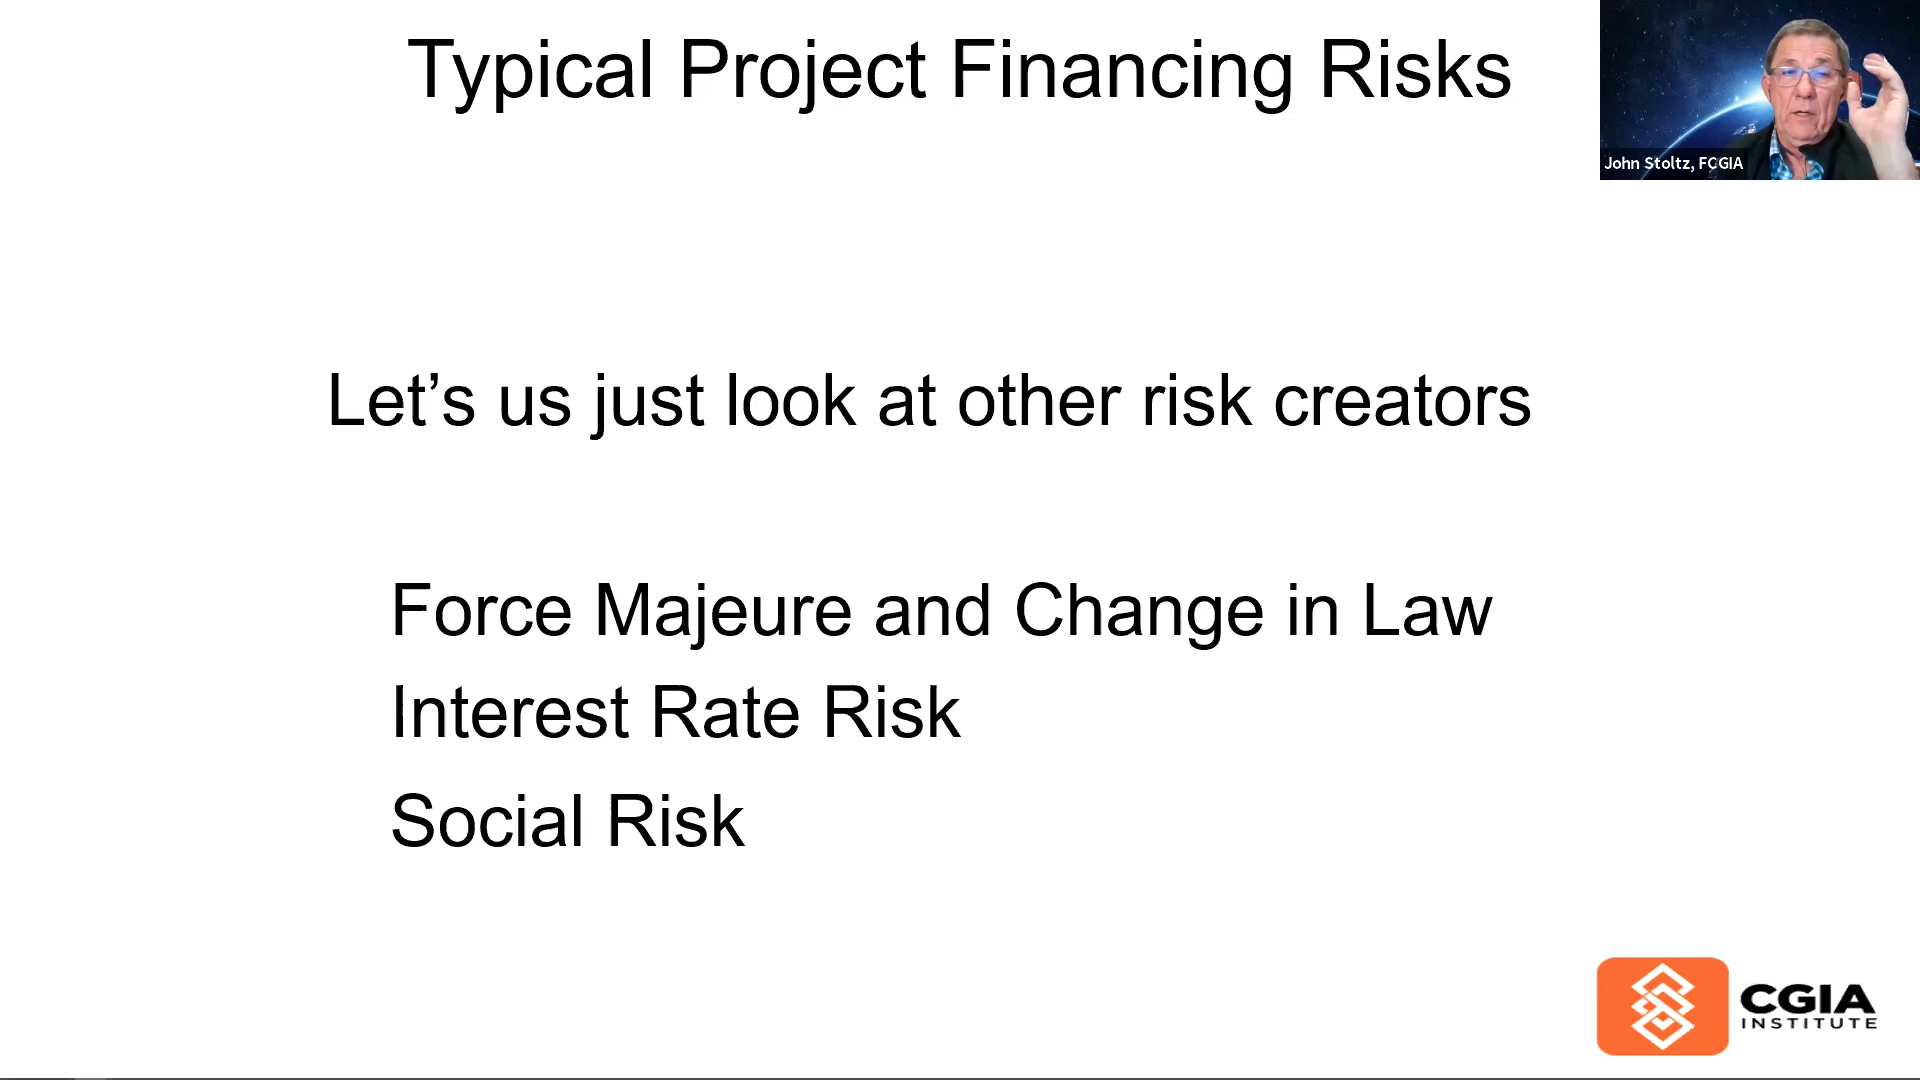 Typical Project Financing Risks
John Stoltz, FCGIA
Let’s us just look at other risk creators
Force Majeure and Change in Law
Interest Rate Risk
Social Risk
CGIA
INSTITUTE